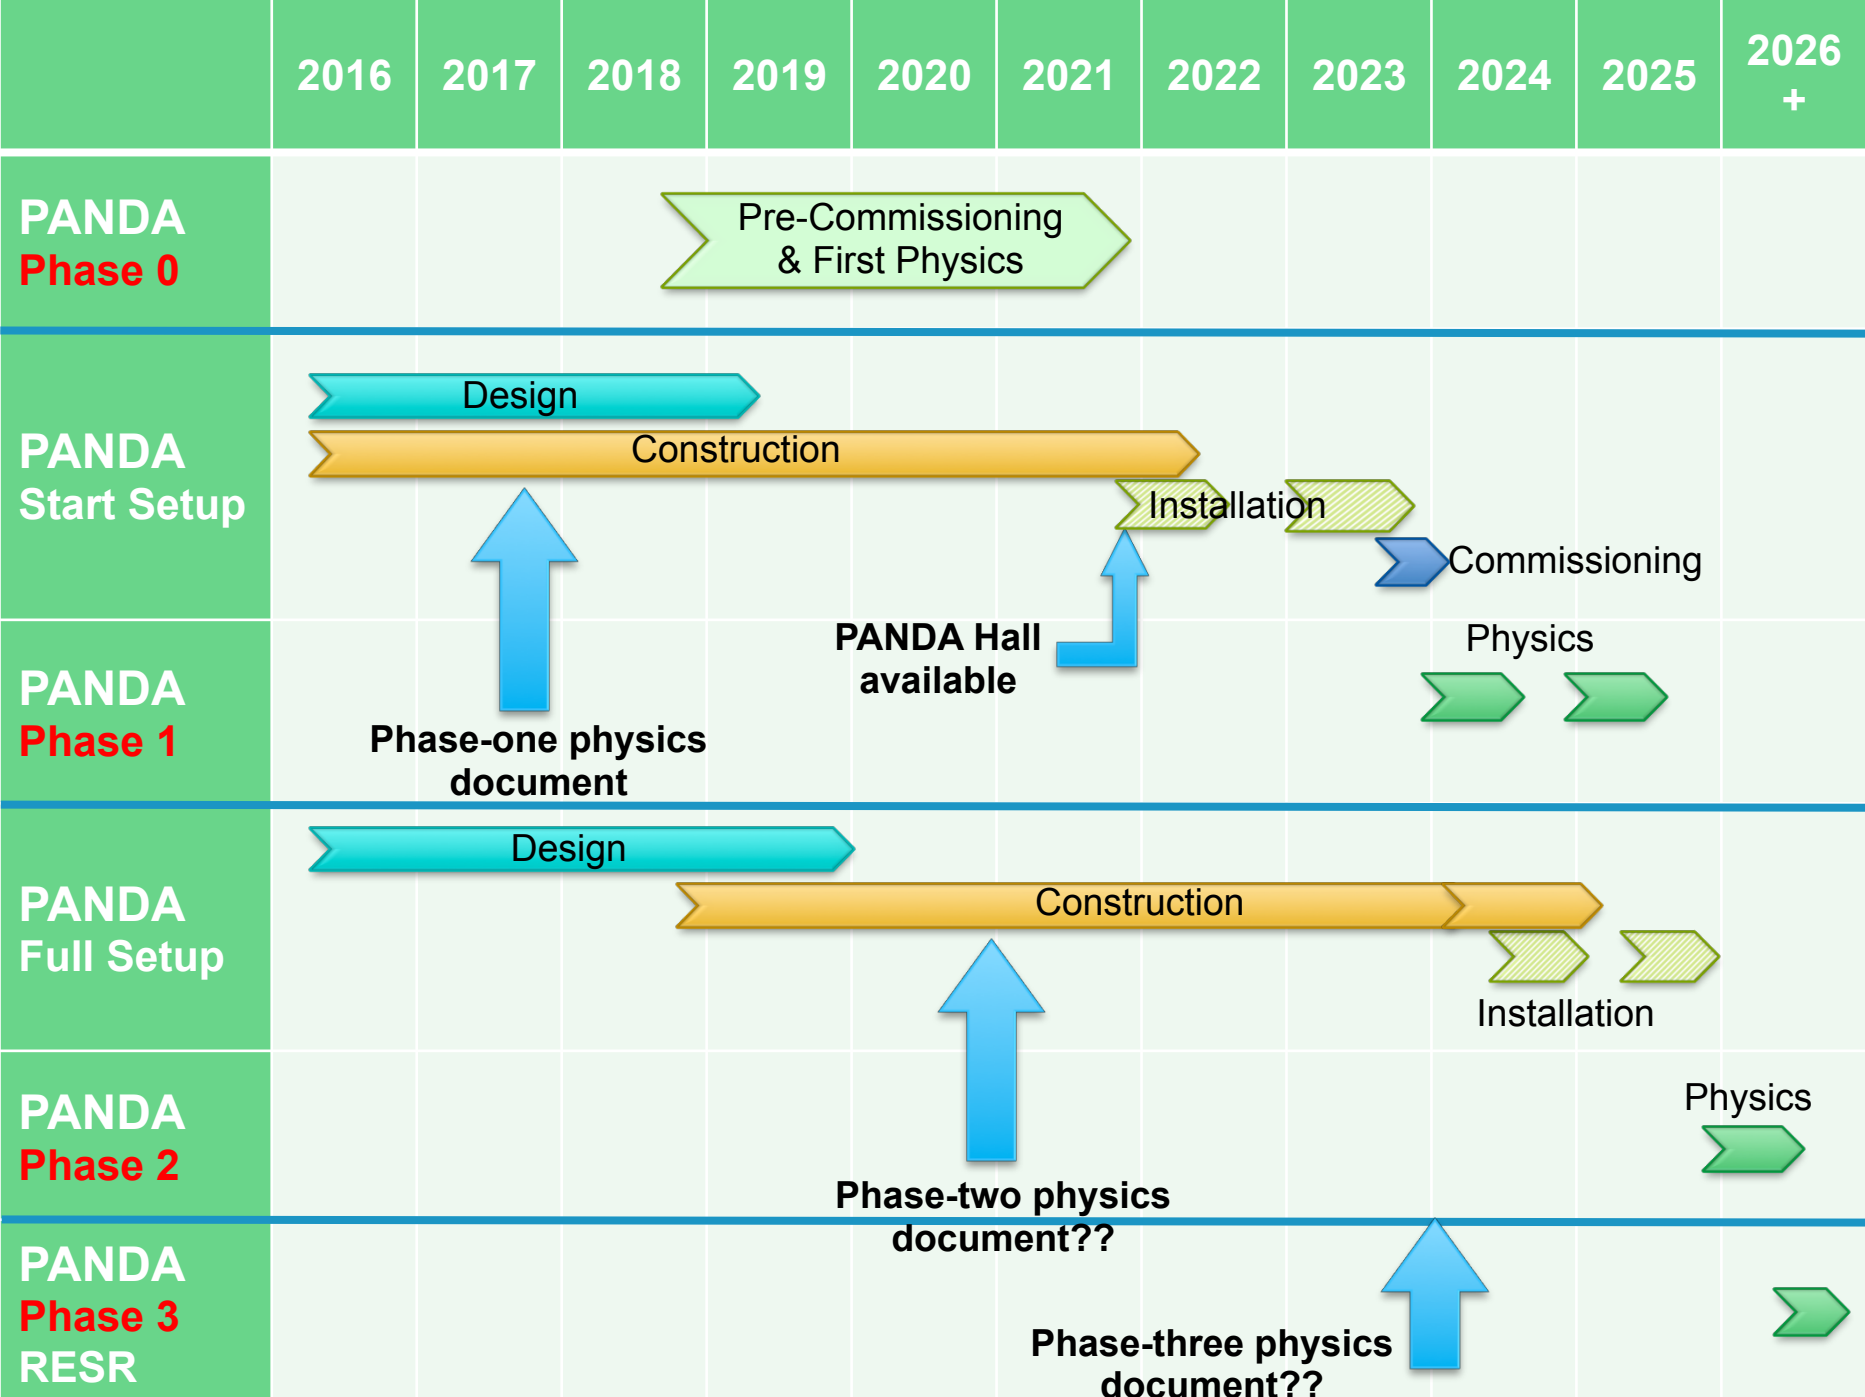 2016 2017 2018 2019 2020 2021 2022 2023 2024 2025 2026
+
PANDA
Phase 0
Pre-Commissioning
& First Physics
PANDA
Start Setup
Design
Construction
Installation
Commissioning
PANDA Hall
available
PANDA
Phase 1
Physics
Phase-one physics
document
PANDA
Full Setup
Design
Construction
Installation
PANDA
Phase 2
Physics
Phase-two physics
document??
PANDA
Phase 3
RESR
Phase-three physics
document??